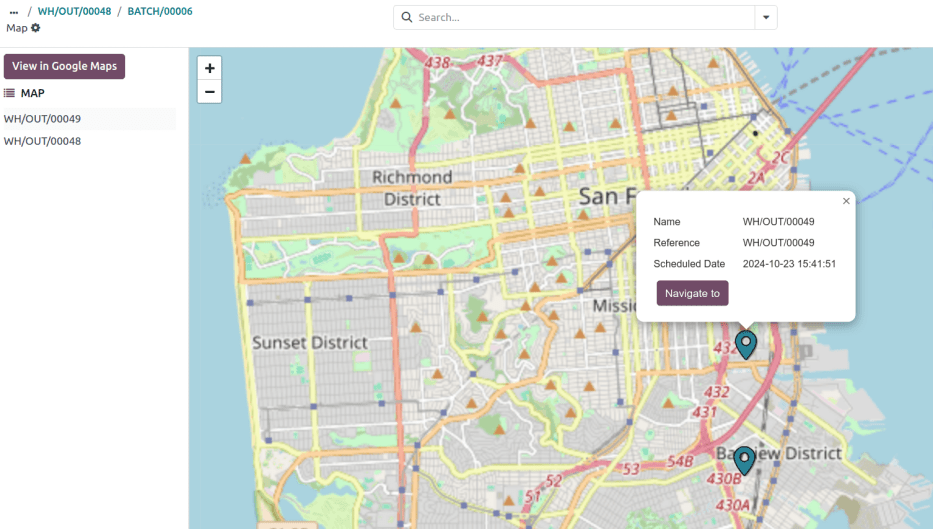 ... / WH/OUT/00048 / BATCH/00006
Map
Search...
View in Google Maps
MAP
WH/OUT/00049
WH/OUT/00048
+
−
438 437
2C
2A
Richmond
District
San F
×
Name WH/OUT/00049
Reference WH/OUT/00049
Scheduled Date 2024-10-23 15:41:51
Navigate to
Missi
Sunset District
432
432
431
Ba view District
54B
53
430B
52
51
430A